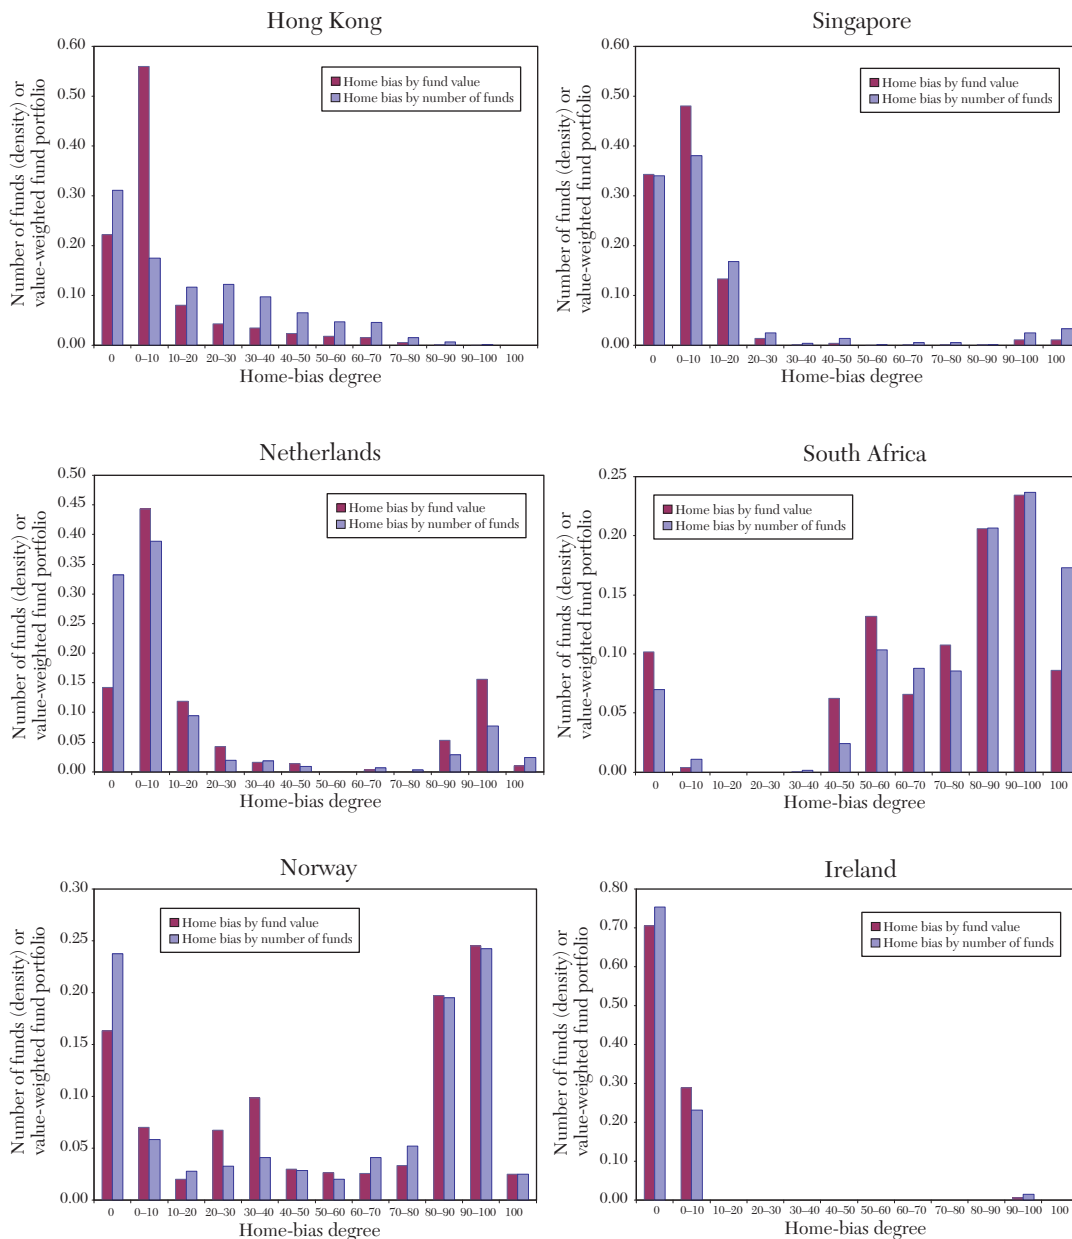 Hong Kong
Number of funds (density) or
value-weighted fund portfolio
0.60
0.50
0.40
0.30
0.20
0.10
0.00
Home bias by fund value
Home bias by number of funds
0 0–10 10–20 20–30 30–40 40–50 50–60 60–70 70–80 80–90 90–100 100
Home-bias degree
Singapore
Number of funds (density) or
value-weighted fund portfolio
0.60
0.50
0.40
0.30
0.20
0.10
0.00
Home bias by fund value
Home bias by number of funds
0 0–10 10–20 20–30 30–40 40–50 50–60 60–70 70–80 80–90 90–100 100
Home-bias degree
Netherlands
Number of funds (density) or
value-weighted fund portfolio
0.50
0.45
0.40
0.35
0.30
0.25
0.20
0.15
0.10
0.05
0.00
Home bias by fund value
Home bias by number of funds
0 0–10 10–20 20–30 30–40 40–50 50–60 60–70 70–80 80–90 90–100 100
Home-bias degree
South Africa
Number of funds (density) or
value-weighted fund portfolio
0.25
0.20
0.15
0.10
0.05
0.00
Home bias by fund value
Home bias by number of funds
0 0–10 10–20 20–30 30–40 40–50 50–60 60–70 70–80 80–90 90–100 100
Home-bias degree
Norway
Number of funds (density) or
value-weighted fund portfolio
0.30
0.25
0.20
0.15
0.10
0.05
0.00
Home bias by fund value
Home bias by number of funds
0 0–10 10–20 20–30 30–40 40–50 50–60 60–70 70–80 80–90 90–100 100
Home-bias degree
Ireland
Number of funds (density) or
value-weighted fund portfolio
0.80
0.70
0.60
0.50
0.40
0.30
0.20
0.10
0.00
Home bias by fund value
Home bias by number of funds
0 0–10 10–20 20–30 30–40 40–50 50–60 60–70 70–80 80–90 90–100 100
Home-bias degree